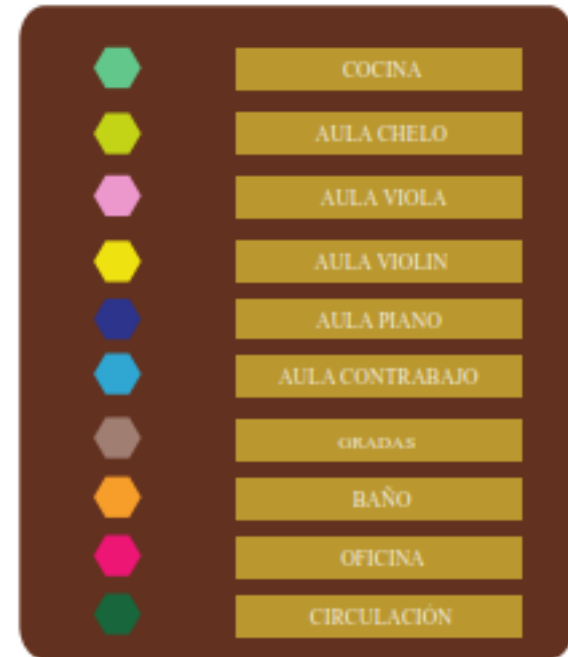 COCINA
AULA CHELO
AULA VIOLA
AULA VIOLIN
AULA PIANO
AULA CONTRABAJO
GRADAS
BAÑO
OFICINA
CIRCULACIÓN